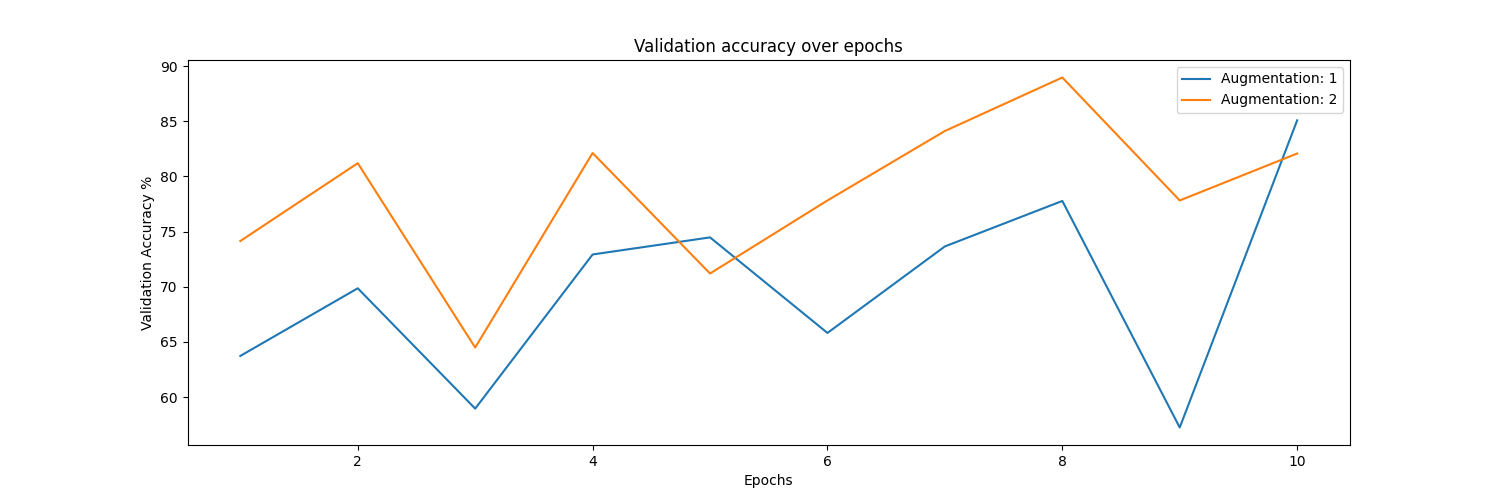 Validation accuracy over epochs
Validation Accuracy %
90
85
80
75
70
65
60
Augmentation: 1
Augmentation: 2
2
4
6
8
10
Epochs